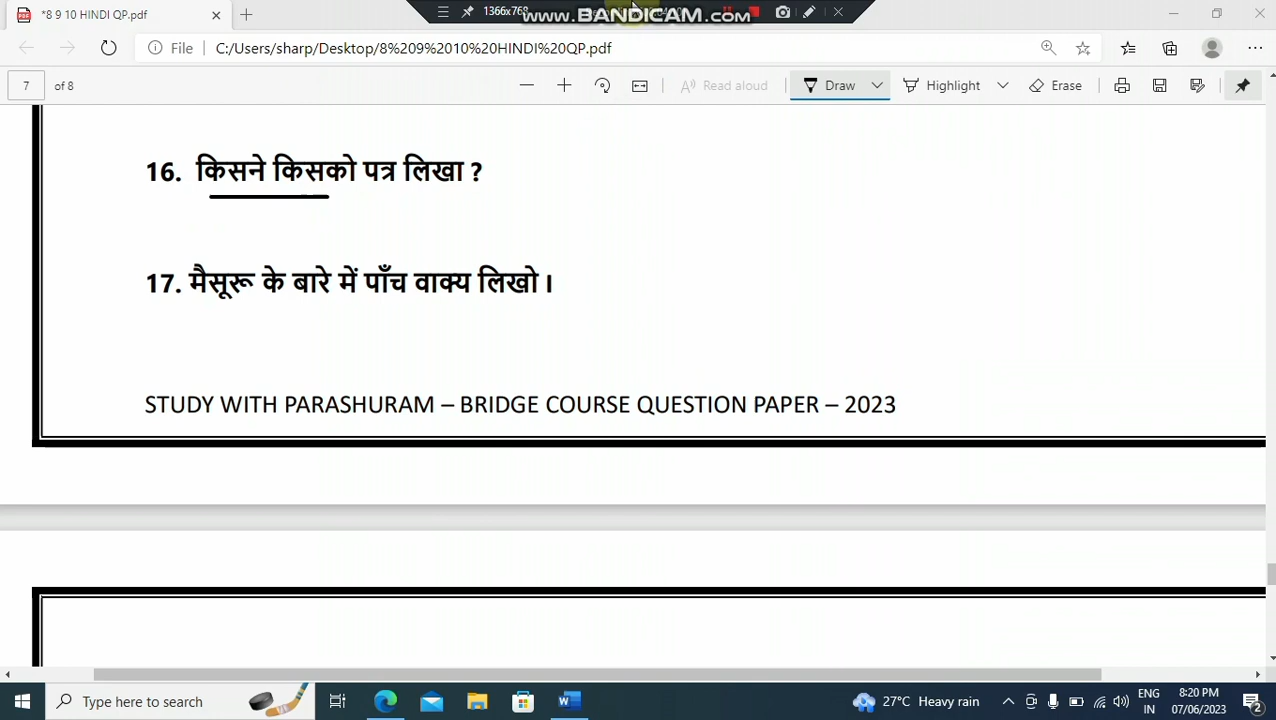 *8 9 10 HINDI QP.pdf
1366x768
www.BANDICAM.com
File C:/Users/sharp/Desktop/8%209%2010%20HINDI%20QP.pdf
7 of 8 Read aloud Draw Highlight Erase
16. किसने किसको पत्र लिखा ?
17. मैसूरू के बारे में पाँच वाक्य लिखो I
STUDY WITH PARASHURAM – BRIDGE COURSE QUESTION PAPER – 2023
Type here to search 27°C Heavy rain ENG 8:20 PM
IN 07/06/2023 2